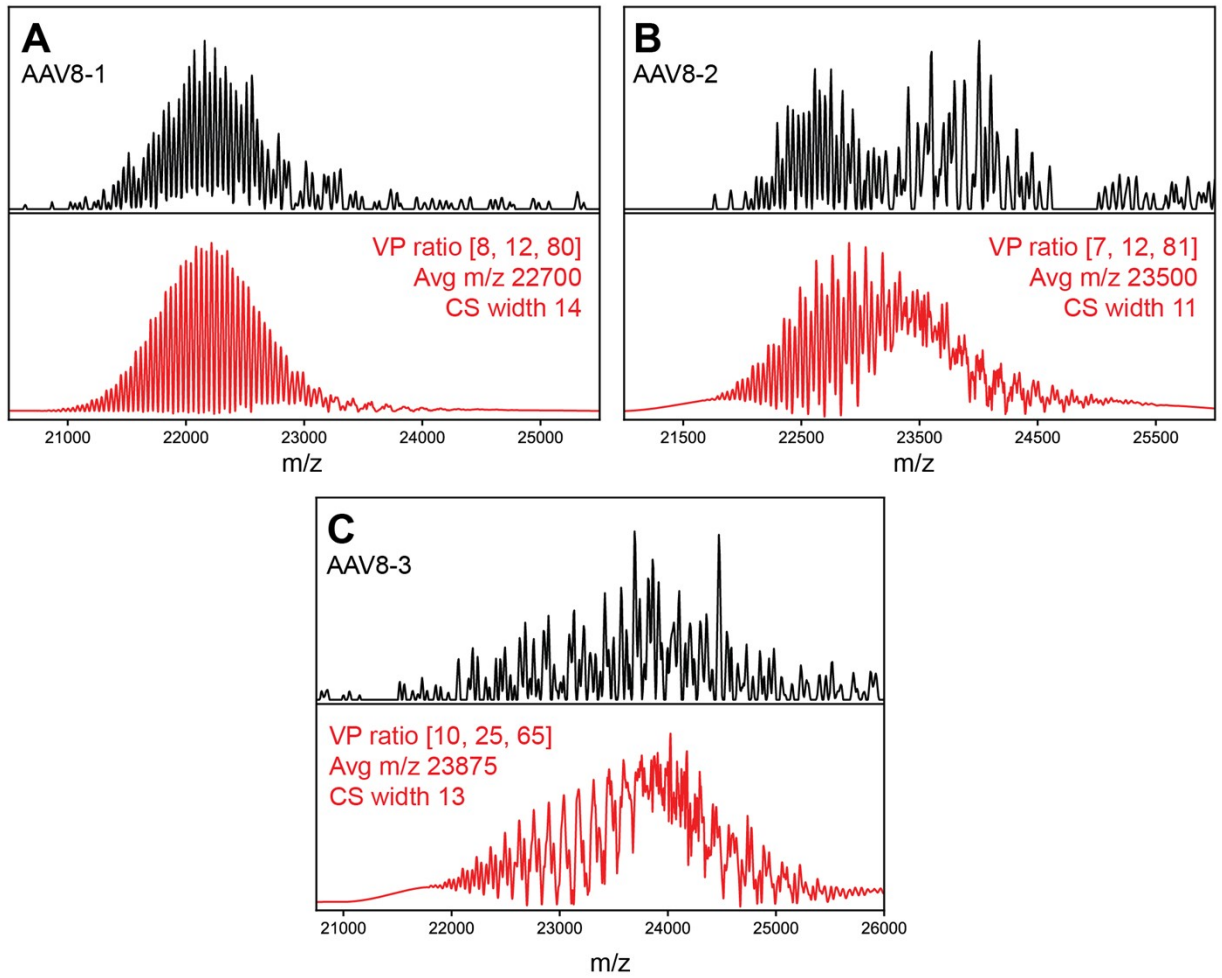 A
AAV8-1
VP ratio [8, 12, 80]
Avg m/z 22700
CS width 14
21000 22000 23000 24000 25000
m/z
B
AAV8-2
VP ratio [7, 12, 81]
Avg m/z 23500
CS width 11
21500 22500 23500 24500 25500
m/z
C
AAV8-3
VP ratio [10, 25, 65]
Avg m/z 23875
CS width 13
21000 22000 23000 24000 25000 26000
m/z